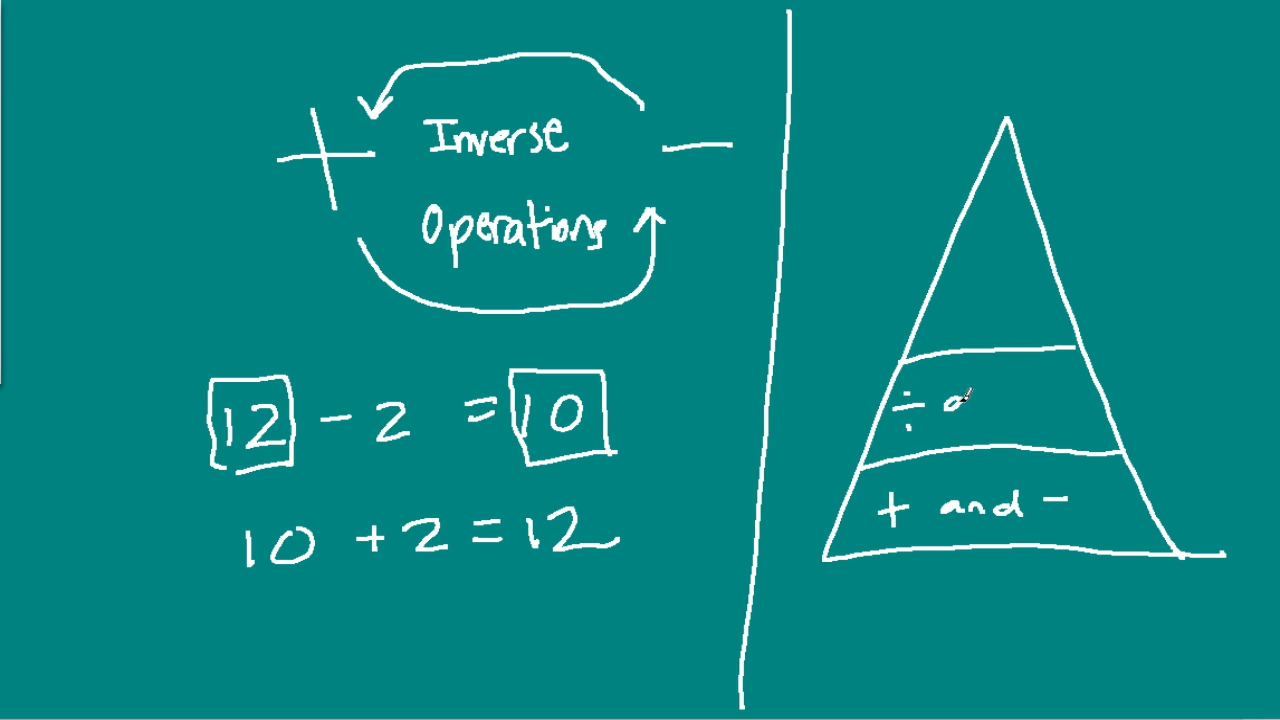 + Inverse −
Operations
12 − 2 = 10
10 + 2 = 12
÷ a
+ and −